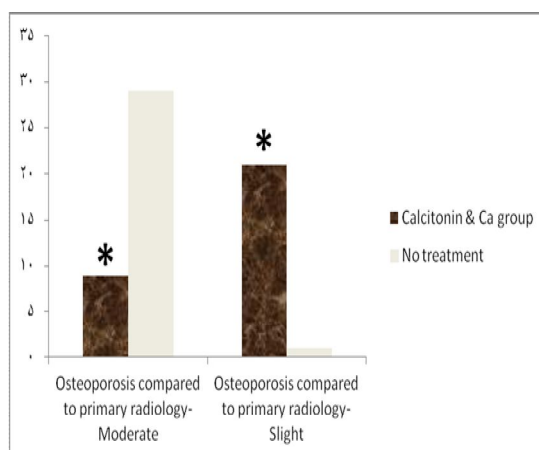 ۳۵
۳۰
۲۵
۲۰
۱۵
۱۰
۵
۰
*
*
Calcitonin & Ca group
No treatment
Osteoporosis compared
to primary radiology-
Moderate
Osteoporosis compared
to primary radiology-
Slight